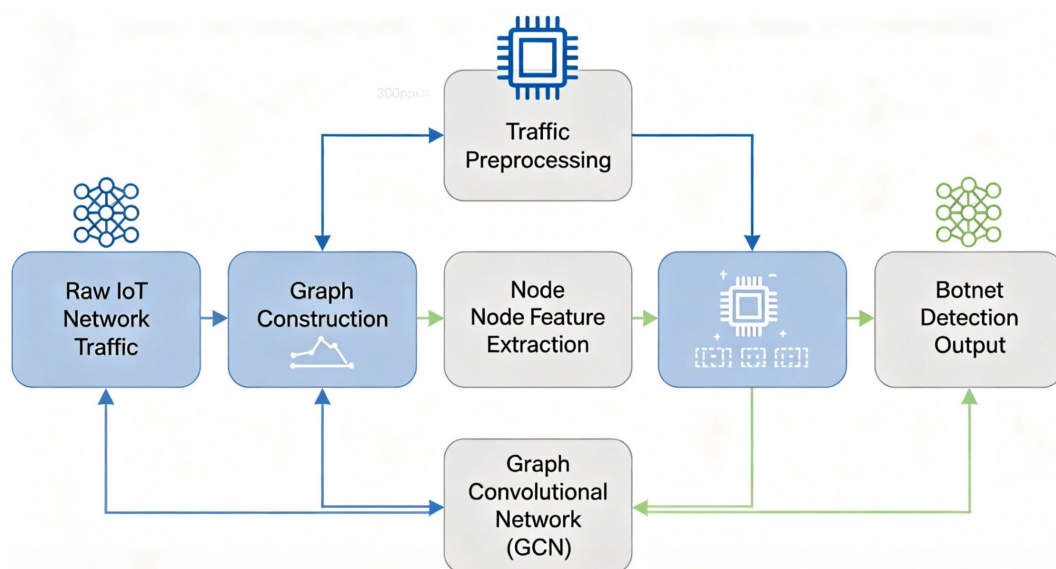 Traffic
Preprocessing
Raw IoT
Network
Traffic
Graph
Construction
Node
Node Feature
Extraction
Botnet
Detection
Output
Graph
Convolutional
Network
(GCN)